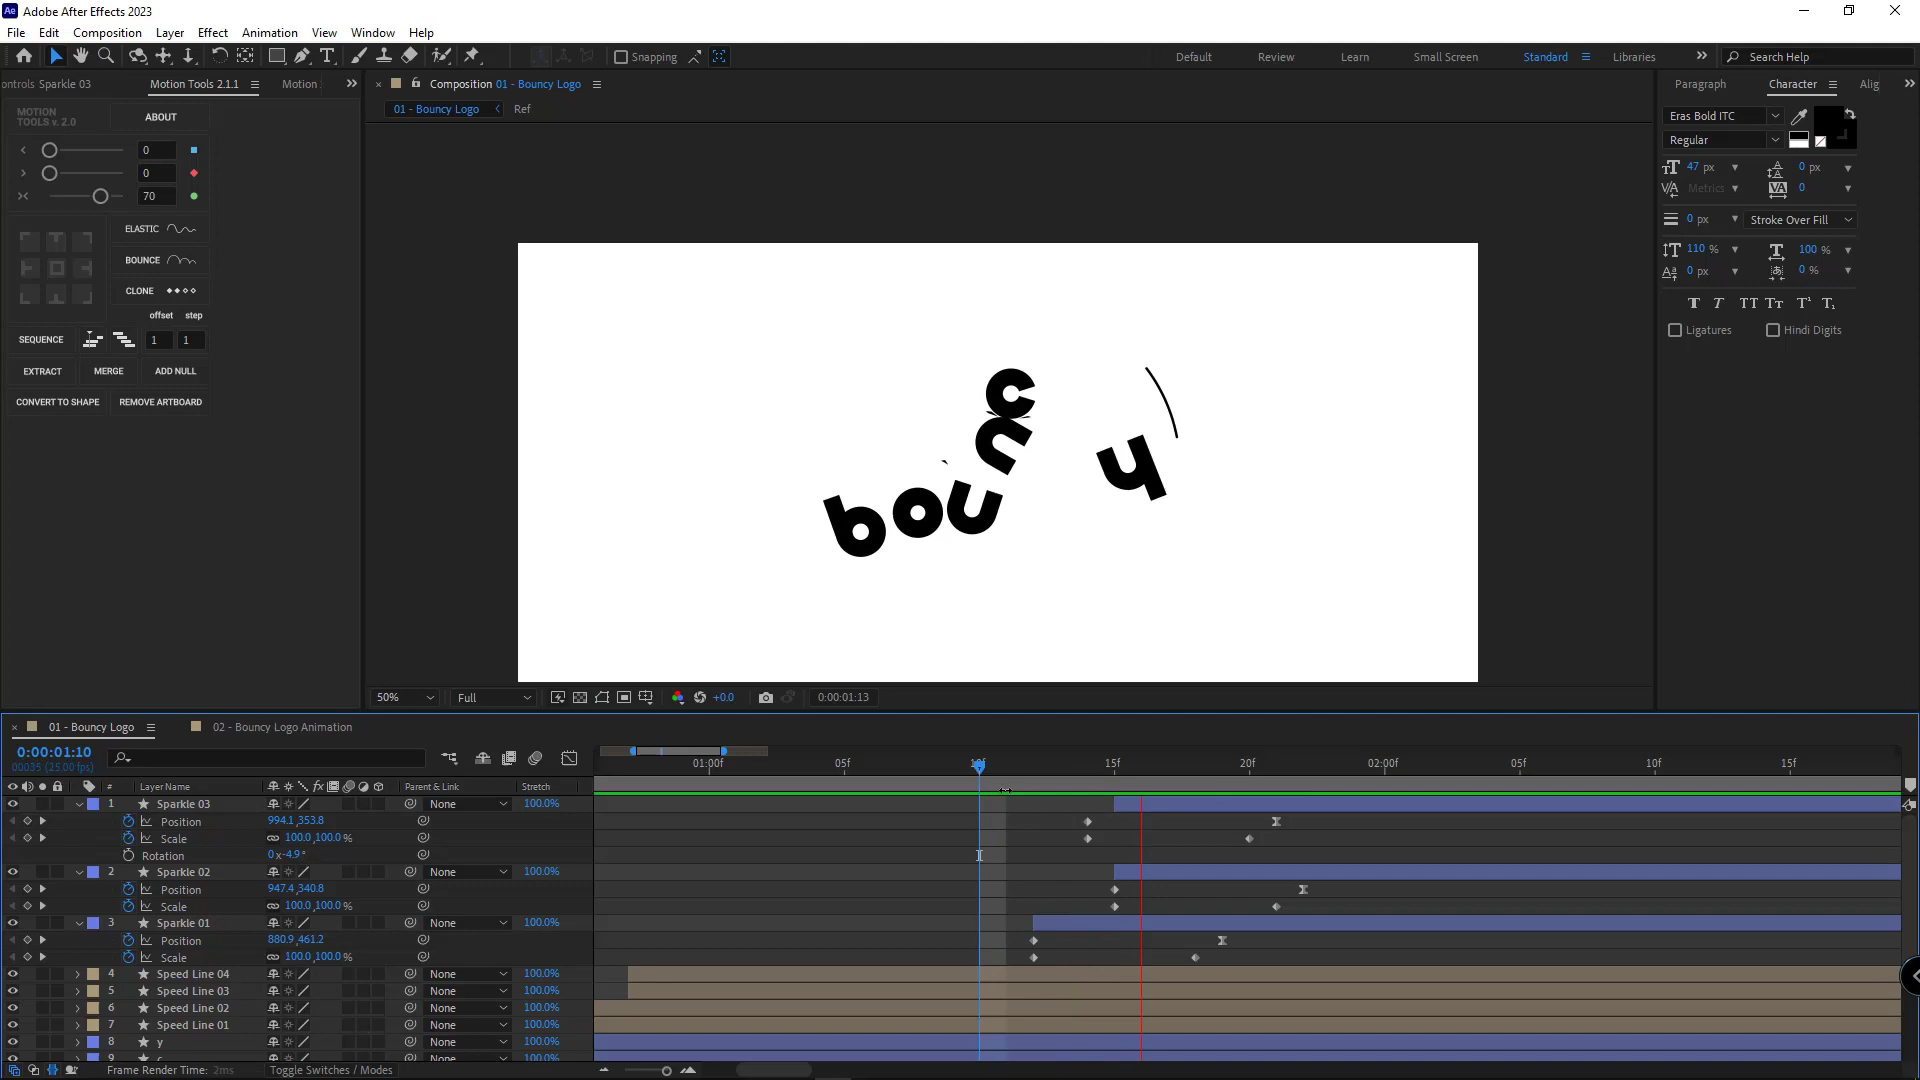 Ae Adobe After Effects 2023
File Edit Composition Layer Effect Animation View Window Help
Snapping
Default Review Learn Small Screen Standard Libraries Search Help
ontrols Sparkle 03 Motion Tools 2.1.1 Motion
Composition 01 - Bouncy Logo
Paragraph Character Alig
01 - Bouncy Logo Ref
MOTION
TOOLS v. 2.0
ABOUT
0
0
70
ELASTIC
BOUNCE
CLONE
offset step
SEQUENCE 1 1
EXTRACT MERGE ADD NULL
CONVERT TO SHAPE REMOVE ARTBOARD
Eras Bold ITC
Regular
47 px 0 px
Metrics 0
0 px Stroke Over Fill
110 % 100 %
0 px 0 %
Ligatures Hindi Digits
bounc y
50% Full +0.0 0:00:01:13
01 - Bouncy Logo 02 - Bouncy Logo Animation
0:00:01:10
00035 (25.00 fps)
01:00f 05f 10f 15f 20f 02:00f 05f 10f 15f
# Layer Name Parent & Link Stretch
1 Sparkle 03 None 100.0%
Position 994.1,353.8
Scale 100.0,100.0%
Rotation 0x-4.9°
2 Sparkle 02 None 100.0%
Position 947.4,340.8
Scale 100.0,100.0%
3 Sparkle 01 None 100.0%
Position 880.9,461.2
Scale 100.0,100.0%
4 Speed Line 04 None 100.0%
5 Speed Line 03 None 100.0%
6 Speed Line 02 None 100.0%
7 Speed Line 01 None 100.0%
8 y None 100.0%
9 c None 100.0%
Frame Render Time: 2ms Toggle Switches / Modes